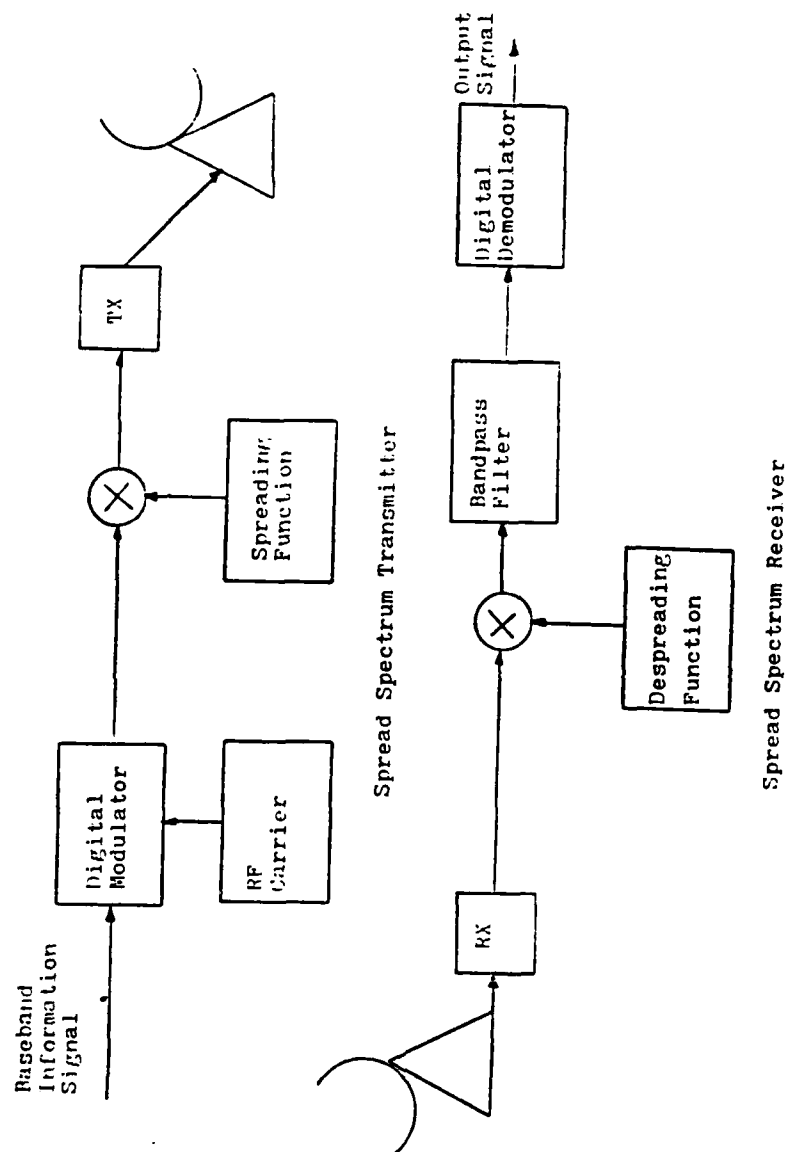 Baseband
Information
Signal
Digital
Modulator
RF
Carrier
Spreading
Function
TX
Spread Spectrum Transmitter
RX
Despreading
Function
Bandpass
Filter
Digital
Demodulator
Output
Signal
Spread Spectrum Receiver